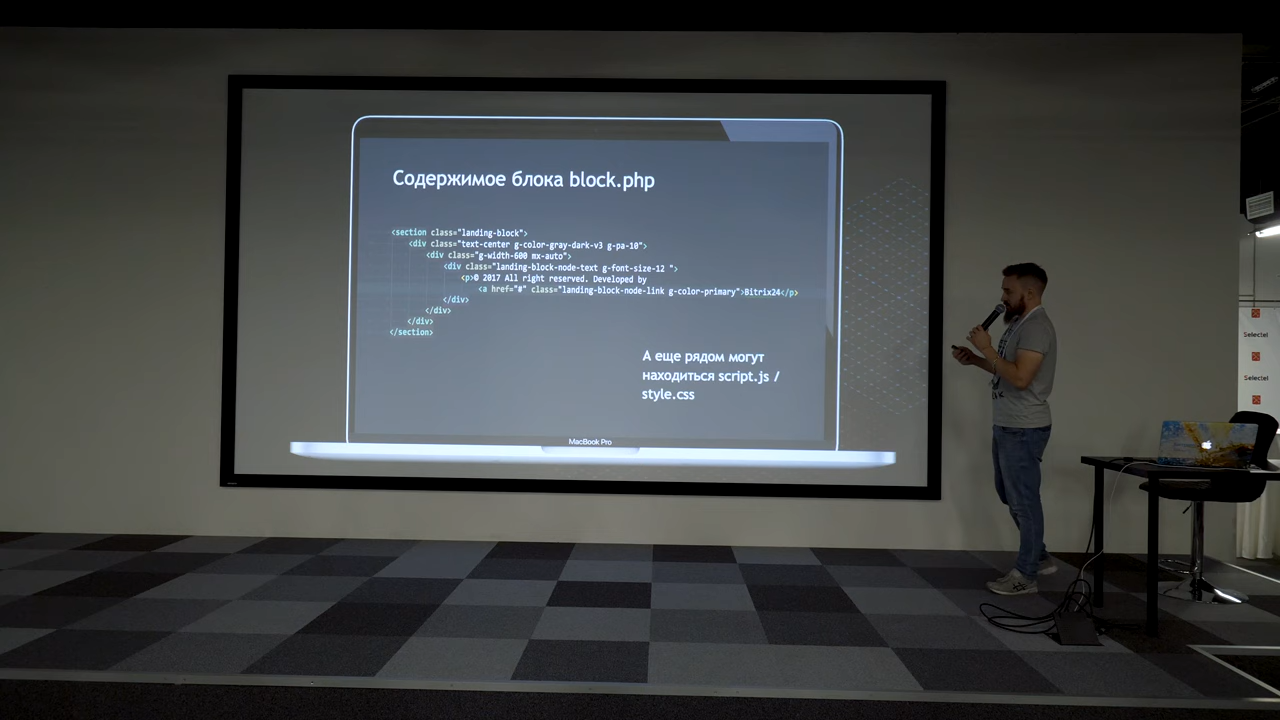 Содержимое блока block.php
<section class="landing-block">
<div class="text-center g-color-gray-dark-v3 g-pa-10">
<div class="g-width-600 mx-auto">
<div class="landing-block-node-text g-font-size-12 ">
<p>© 2017 All right reserved. Developed by
<a href="#" class="landing-block-node-link g-color-primary">Bitrix24</p>
</div>
</div>
</div>
</section>
А еще рядом могут
находиться script.js /
style.css
MacBook Pro
Selectel
Selectel